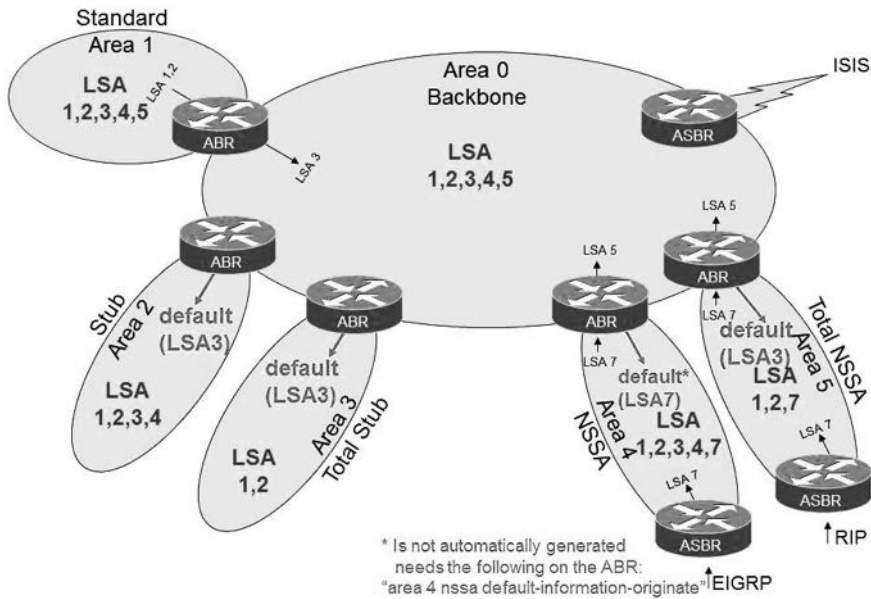 Standard
Area 1
LSA
1,2,3,4,5
LSA 1,2
ABR
LSA 3
Area 0
Backbone
LSA
1,2,3,4,5
ISIS
ASBR
ABR
Stub
Area 2
default
(LSA3)
LSA
1,2,3,4
ABR
default
(LSA3)
LSA
1,2
Area 3
Total Stub
LSA 5
ABR
LSA 7
default*
(LSA7)
Area 4
NSSA
LSA
1,2,3,4,7
LSA 7
ASBR
EIGRP
LSA 5
ABR
LSA 7
default
(LSA3)
Total NSSA
Area 5
LSA
1,2,7
LSA 7
ASBR
RIP
* Is not automatically generated
needs the following on the ABR:
“area 4 nssa default-information-originate”